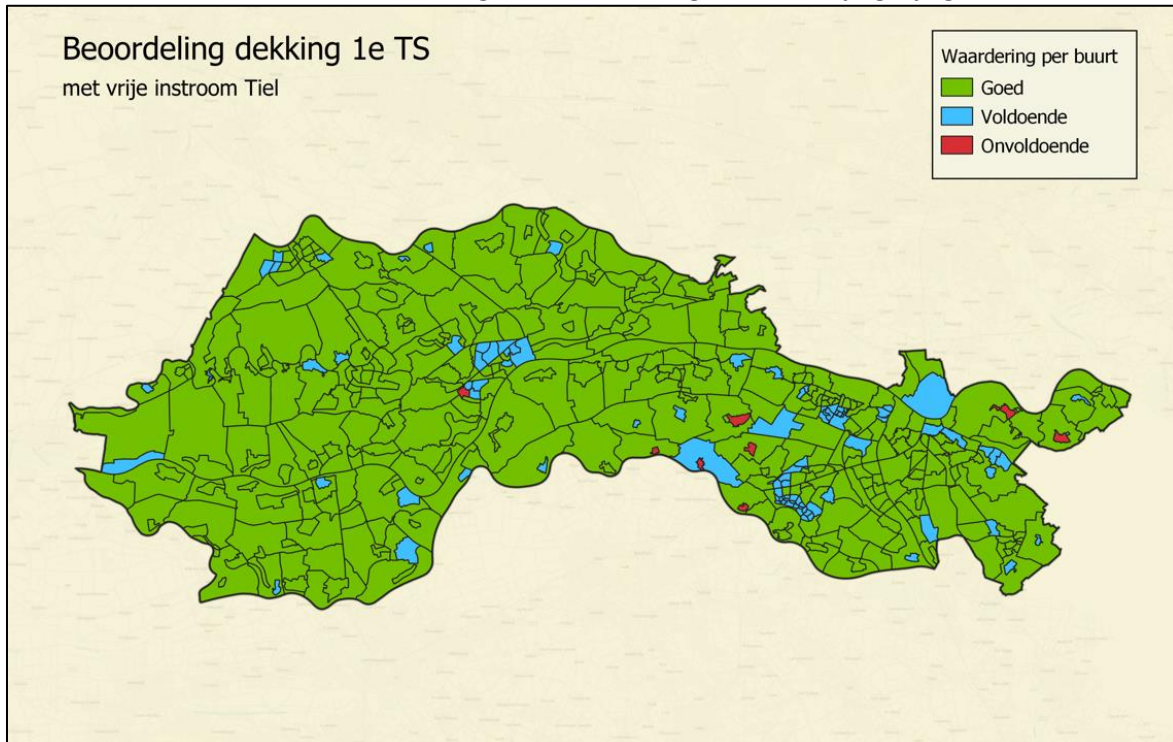 Beoordeling dekking 1e TS
met vrije instroom Tiel
Waardering per buurt
Goed
Voldoende
Onvoldoende